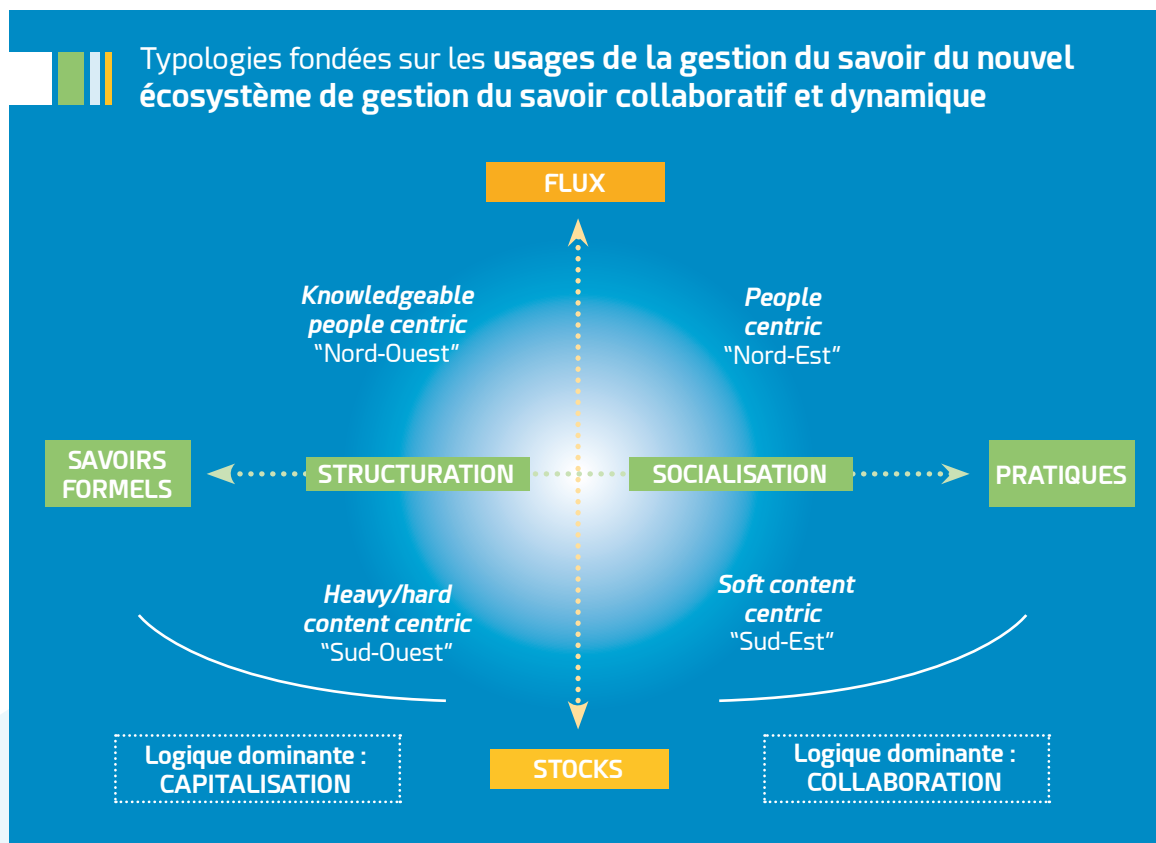 Typologies fondées sur les usages de la gestion du savoir du nouvel
écosystème de gestion du savoir collaboratif et dynamique
FLUX
Knowledgeable
people centric
“Nord-Ouest”
People
centric
“Nord-Est”
SAVOIRS
FORMELS
STRUCTURATION
SOCIALISATION
PRATIQUES
Heavy/hard
content centric
“Sud-Ouest”
Soft content
centric
“Sud-Est”
Logique dominante :
CAPITALISATION
STOCKS
Logique dominante :
COLLABORATION